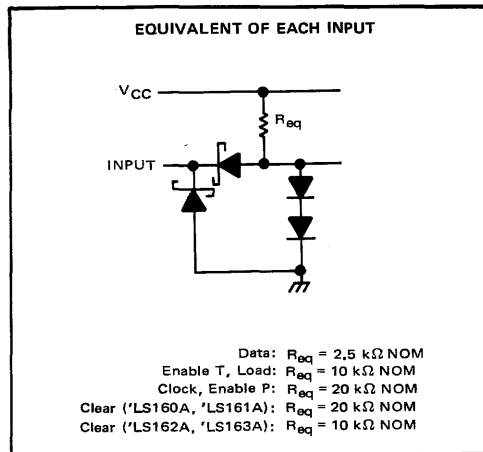 EQUIVALENT OF EACH INPUT
VCC
Req
INPUT
Data: Req = 2.5 kΩ NOM
Enable T, Load: Req = 10 kΩ NOM
Clock, Enable P: Req = 20 kΩ NOM
Clear ('LS160A, 'LS161A): Req = 20 kΩ NOM
Clear ('LS162A, 'LS163A): Req = 10 kΩ NOM